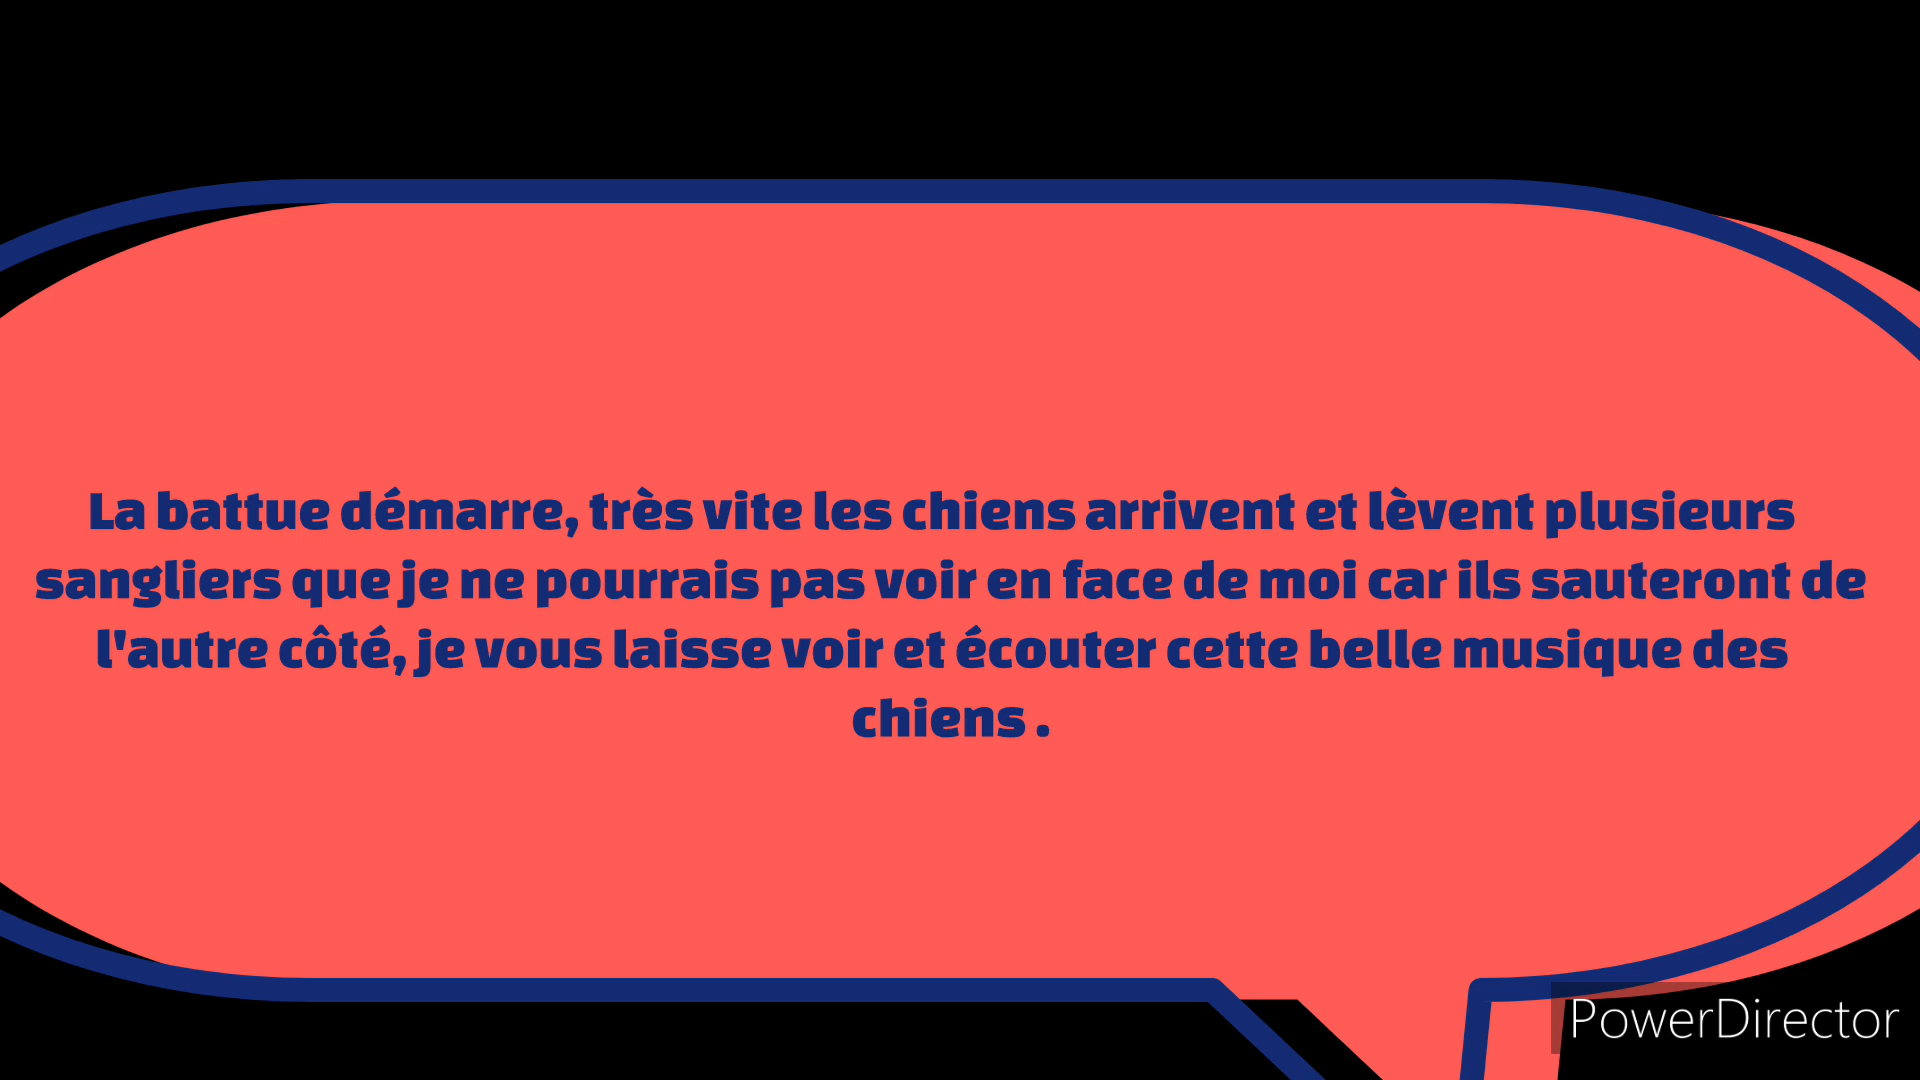 La battue démarre, très vite les chiens arrivent et lèvent plusieurs
sangliers que je ne pourrais pas voir en face de moi car ils sauteront de
l'autre côté, je vous laisse voir et écouter cette belle musique des
chiens .
PowerDirector